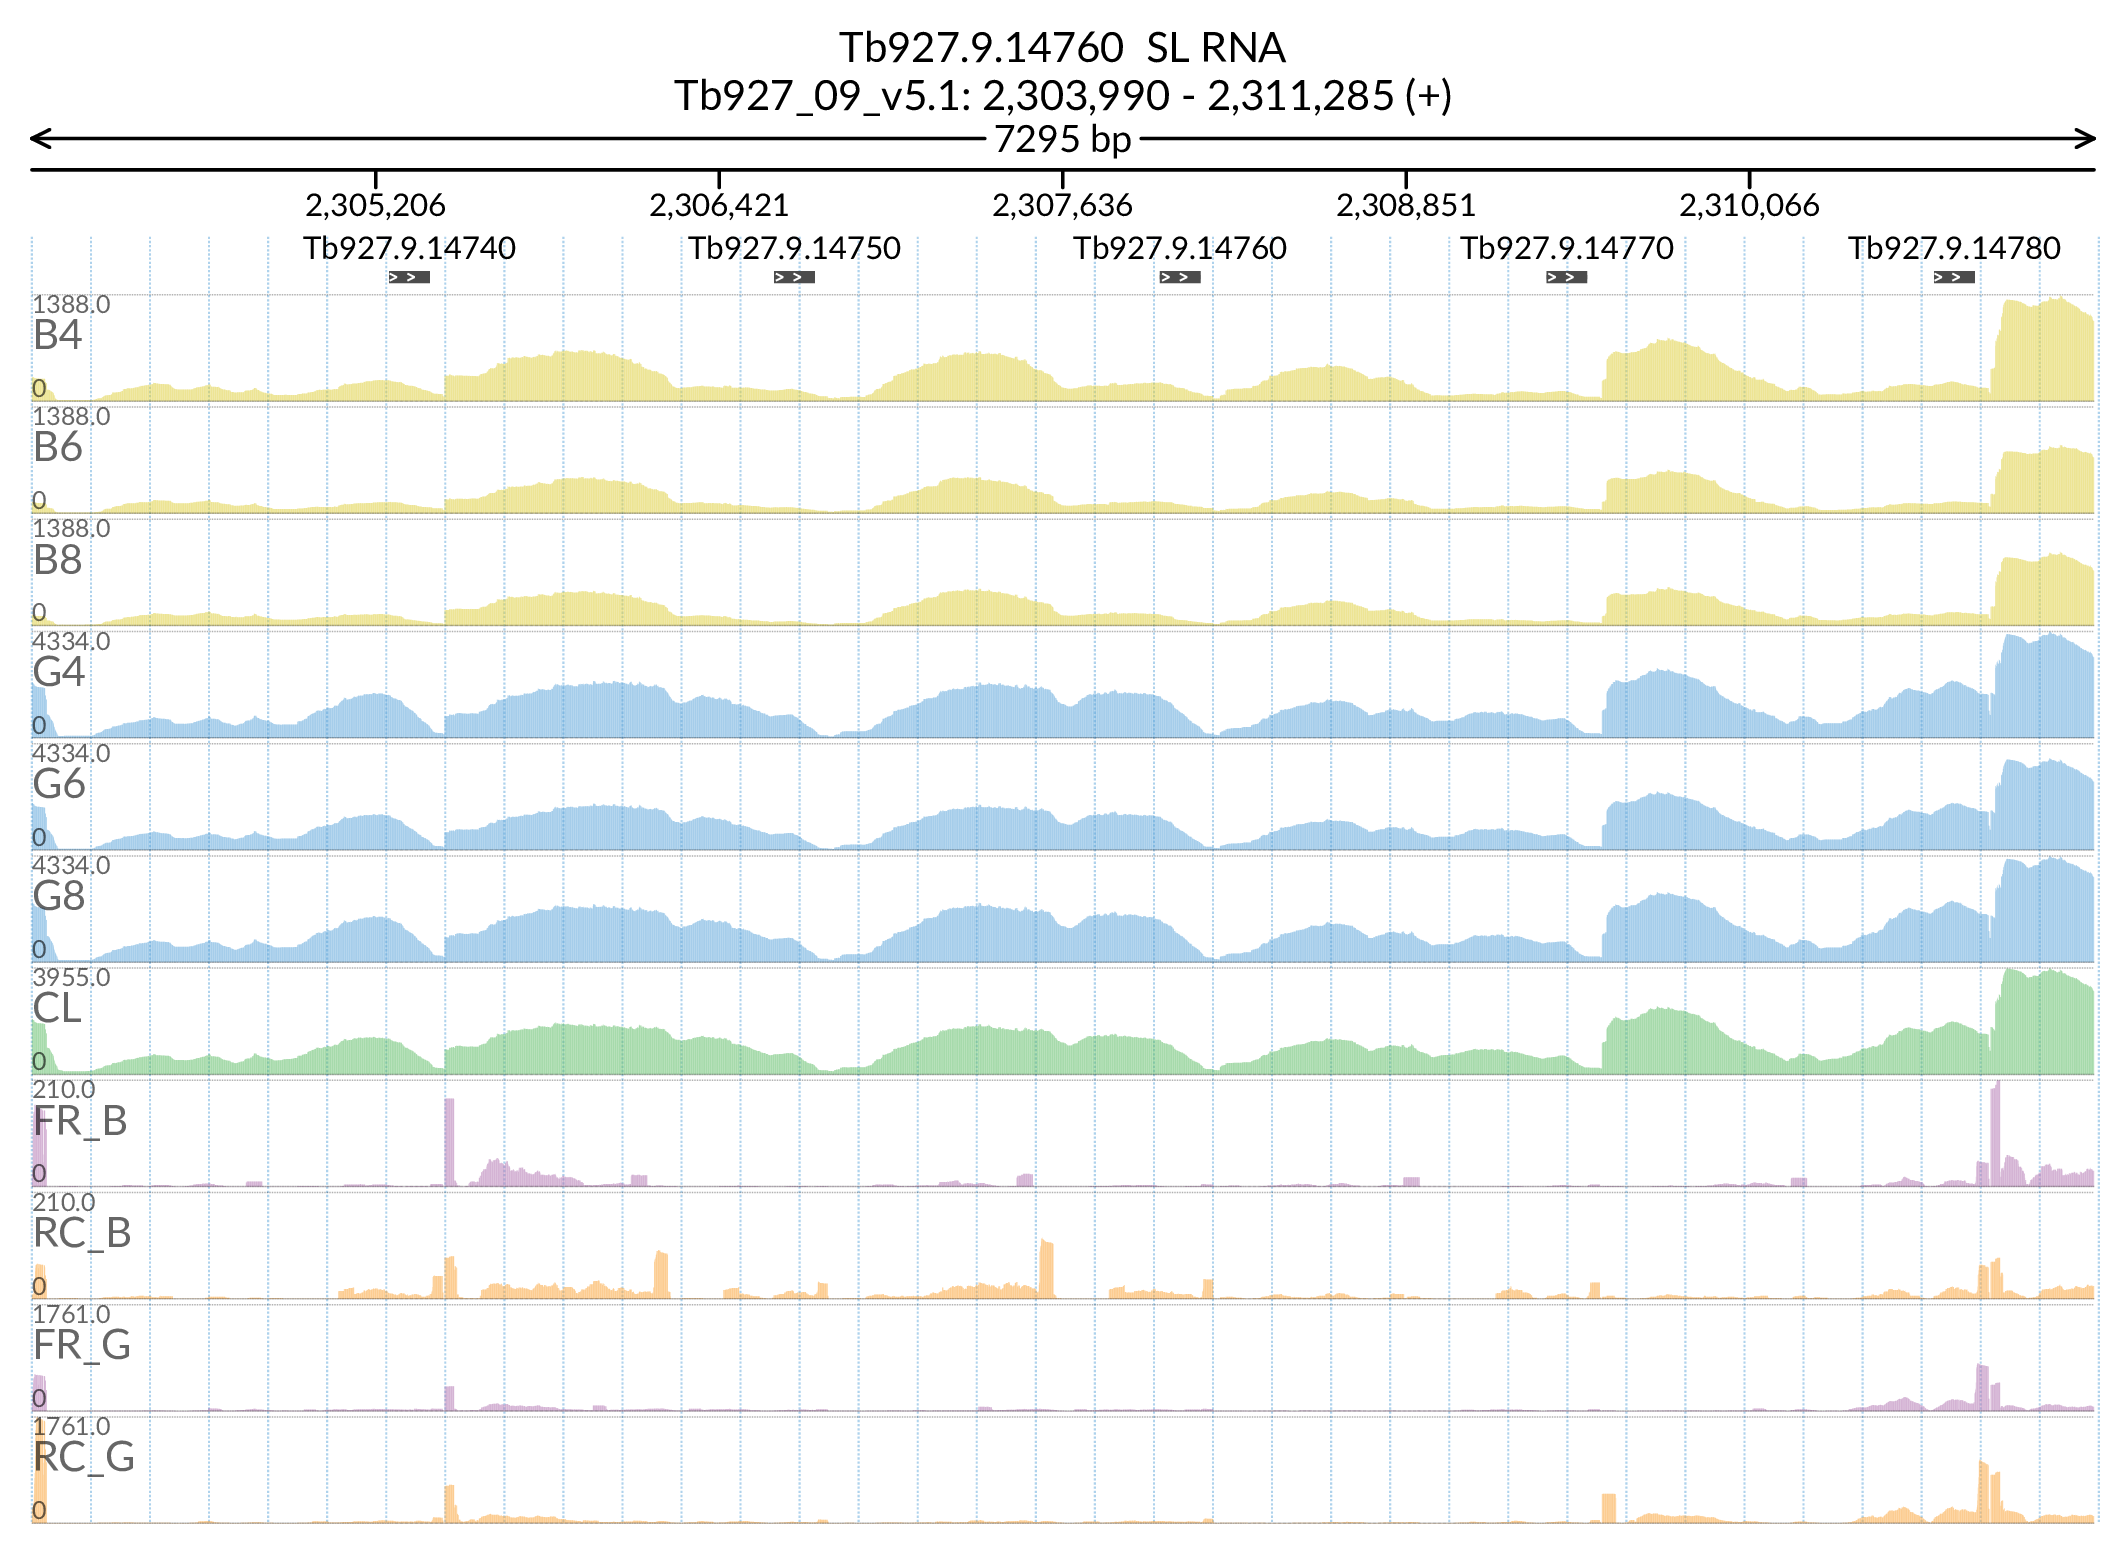 Tb927.9.14760 SL RNA
Tb927_09_v5.1: 2,303,990 - 2,311,285 (+)
7295 bp
2,305,206 2,306,421 2,307,636 2,308,851 2,310,066
Tb927.9.14740 Tb927.9.14750 Tb927.9.14760 Tb927.9.14770 Tb927.9.14780
1388.0
B4
0
1388.0
B6
0
1388.0
B8
0
4334.0
G4
0
4334.0
G6
0
4334.0
G8
0
3955.0
CL
0
210.0
FR_B
0
210.0
RC_B
0
1761.0
FR_G
0
1761.0
RC_G
0